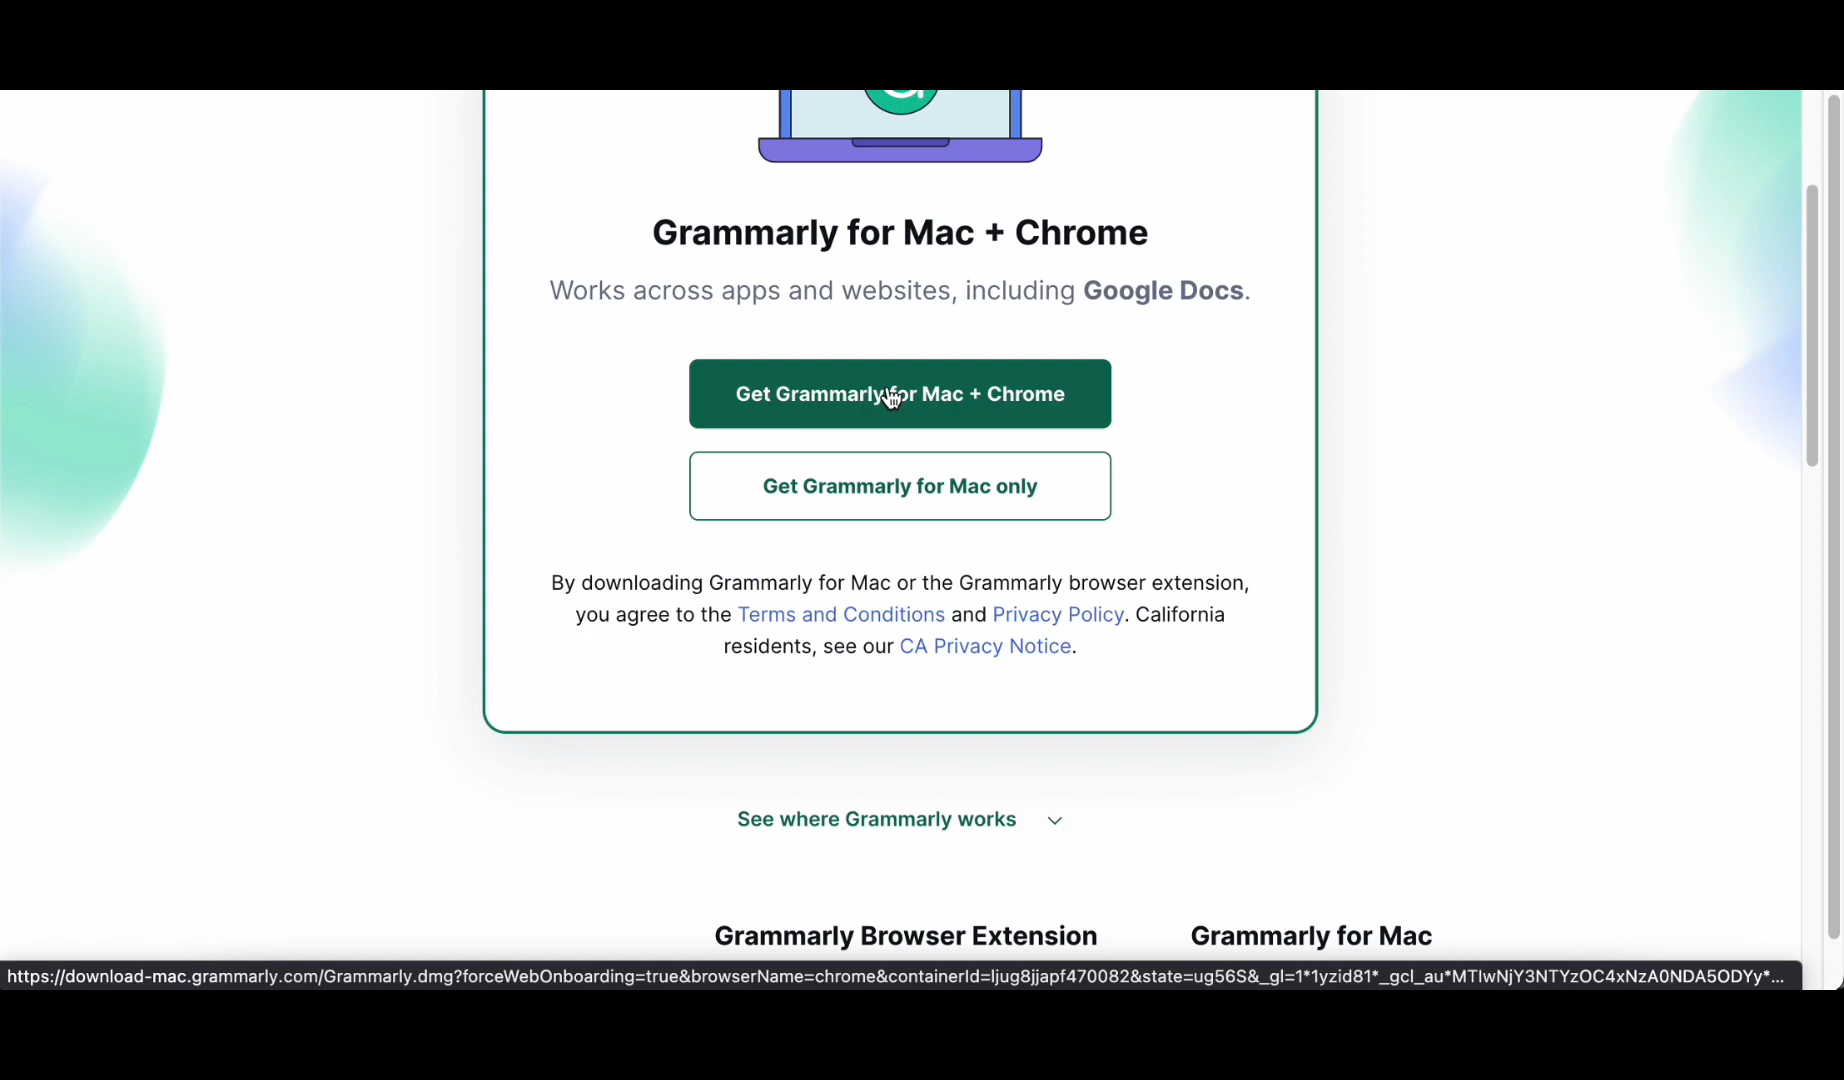 Grammarly for Mac + Chrome
Works across apps and websites, including Google Docs.
Get Grammarly for Mac + Chrome
Get Grammarly for Mac only
By downloading Grammarly for Mac or the Grammarly browser extension,
you agree to the Terms and Conditions and Privacy Policy. California
residents, see our CA Privacy Notice.
See where Grammarly works
Grammarly Browser Extension
Grammarly for Mac
https://download-mac.grammarly.com/Grammarly.dmg?forceWebOnboarding=true&browserName=chrome&containerId=ljug8jjapf470082&state=ug56S&_gl=1*1yzid81*_gcl_au*MTIwNjY3NTYzOC4xNzA0NDA5ODYy*...